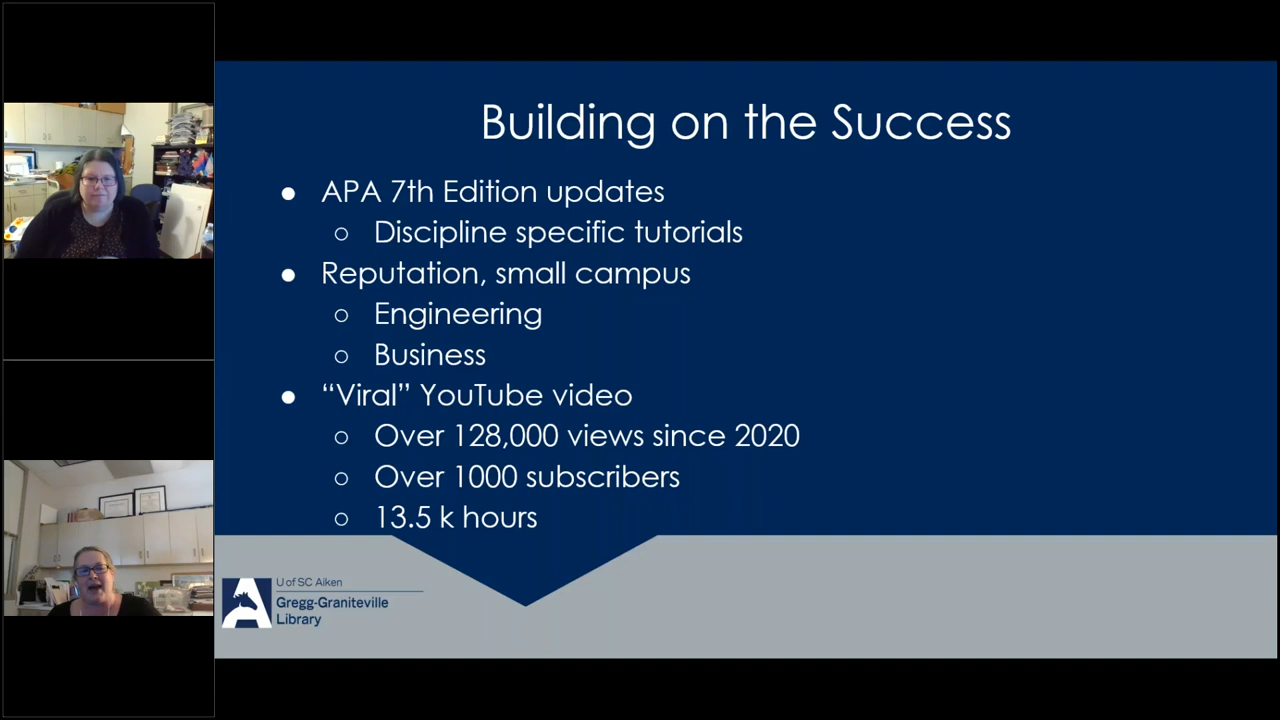 Building on the Success
● APA 7th Edition updates
○ Discipline specific tutorials
● Reputation, small campus
○ Engineering
○ Business
● “Viral” YouTube video
○ Over 128,000 views since 2020
○ Over 1000 subscribers
○ 13.5 k hours
U of SC Aiken
Gregg-Graniteville
Library